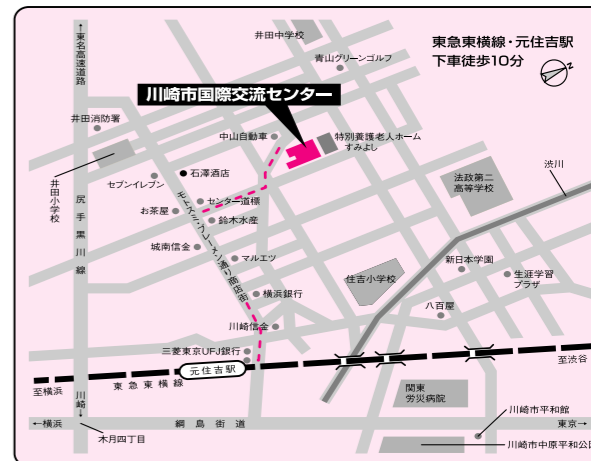 東急東横線・元住吉駅
下車徒歩10分
N
↑東名高速道路
井田中学校
青山グリーンゴルフ
川崎市国際交流センター
井田消防署
中山自動車
特別養護老人ホーム
すみよし
井田小学校
セブンイレブン
石澤酒店
法政第二
高等学校
渋川
お茶屋
センター道標
鈴木水産
尻手黒川線
モトスミ・ブレーメン通り商店街
城南信金
マルエツ
住吉小学校
新日本学園
生涯学習
プラザ
横浜銀行
八百屋
川崎信金
三菱東京UFJ銀行
元住吉駅
至渋谷
至横浜
東急東横線
関東
労災病院
川崎↓
川崎市平和館
←横浜
綱島街道
東京→
木月四丁目
川崎市中原平和公園